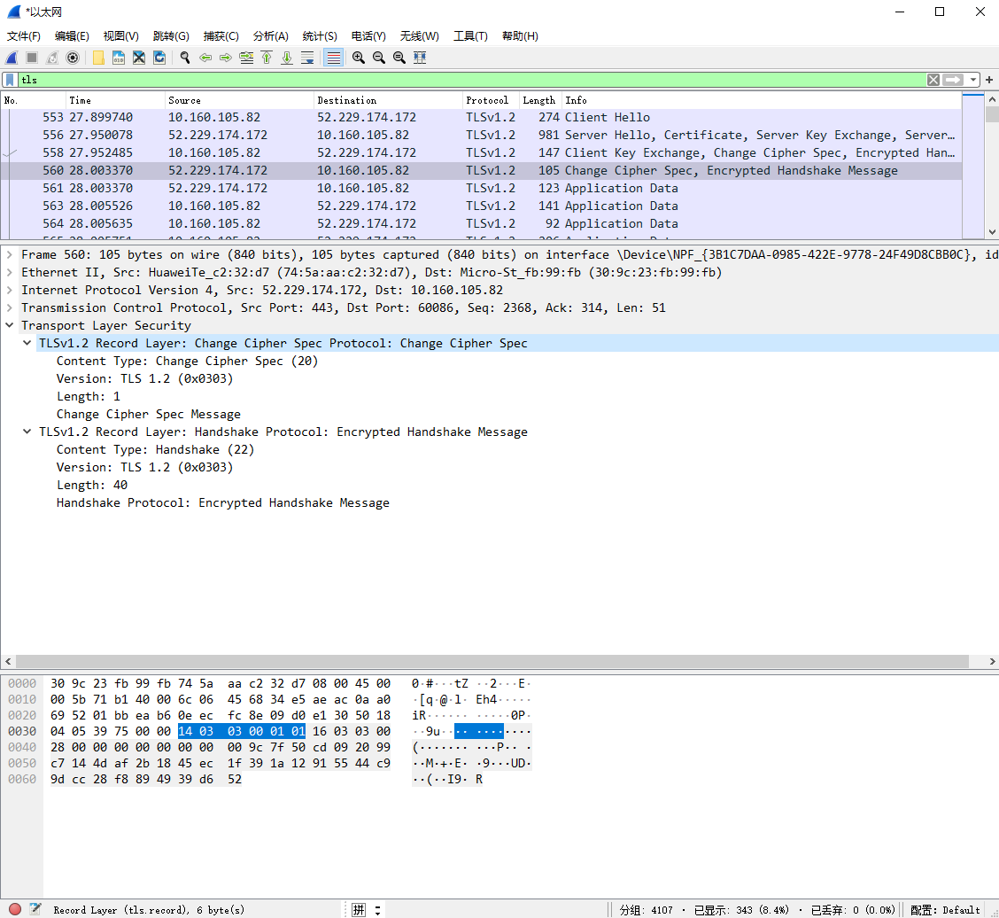 *以太网
文件(F) 编辑(E) 视图(V) 跳转(G) 捕获(C) 分析(A) 统计(S) 电话(Y) 无线(W) 工具(T) 帮助(H)
tls
No. Time Source Destination Protocol Length Info
553 27.899740 10.160.105.82 52.229.174.172 TLSv1.2 274 Client Hello
556 27.950078 52.229.174.172 10.160.105.82 TLSv1.2 981 Server Hello, Certificate, Server Key Exchange, Server…
558 27.952485 10.160.105.82 52.229.174.172 TLSv1.2 147 Client Key Exchange, Change Cipher Spec, Encrypted Han…
560 28.003370 52.229.174.172 10.160.105.82 TLSv1.2 105 Change Cipher Spec, Encrypted Handshake Message
561 28.003370 52.229.174.172 10.160.105.82 TLSv1.2 123 Application Data
563 28.005526 10.160.105.82 52.229.174.172 TLSv1.2 141 Application Data
564 28.005635 10.160.105.82 52.229.174.172 TLSv1.2 92 Application Data
Frame 560: 105 bytes on wire (840 bits), 105 bytes captured (840 bits) on interface \Device\NPF_{3B1C7DAA-0985-422E-9778-24F49D8CBB0C}, id
Ethernet II, Src: HuaweiTe_c2:32:d7 (74:5a:aa:c2:32:d7), Dst: Micro-St_fb:99:fb (30:9c:23:fb:99:fb)
Internet Protocol Version 4, Src: 52.229.174.172, Dst: 10.160.105.82
Transmission Control Protocol, Src Port: 443, Dst Port: 60086, Seq: 2368, Ack: 314, Len: 51
Transport Layer Security
TLSv1.2 Record Layer: Change Cipher Spec Protocol: Change Cipher Spec
Content Type: Change Cipher Spec (20)
Version: TLS 1.2 (0x0303)
Length: 1
Change Cipher Spec Message
TLSv1.2 Record Layer: Handshake Protocol: Encrypted Handshake Message
Content Type: Handshake (22)
Version: TLS 1.2 (0x0303)
Length: 40
Handshake Protocol: Encrypted Handshake Message
0000 30 9c 23 fb 99 fb 74 5a aa c2 32 d7 08 00 45 00 0·#···tZ ··2···E·
0010 00 5b 71 b1 40 00 6c 06 45 68 34 e5 ae ac 0a a0 ·[q·@·l· Eh4·····
0020 69 52 01 bb ea b6 0e ec fc 8e 09 d0 e1 30 50 18 iR······ ·····0P·
0030 04 05 39 75 00 00 14 03 03 00 01 01 16 03 03 00 ··9u···· ········
0040 28 00 00 00 00 00 00 00 00 9c 7f 50 cd 09 20 99 (······· ···P·· ·
0050 c7 14 4d af 2b 18 45 ec 1f 39 1a 12 91 55 44 c9 ··M·+·E· ·9···UD·
0060 9d cc 28 f8 89 49 39 d6 52 ··(··I9· R
Record Layer (tls.record), 6 byte(s) 拼 分组: 4107 · 已显示: 343 (8.4%) · 已丢弃: 0 (0.0%) 配置: Default